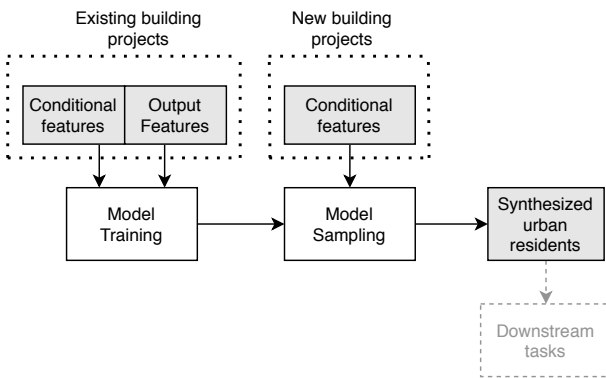 Existing building
projects
New building
projects
Conditional
features
Output
Features
Conditional
features
Model
Training
Model
Sampling
Synthesized
urban
residents
Downstream
tasks